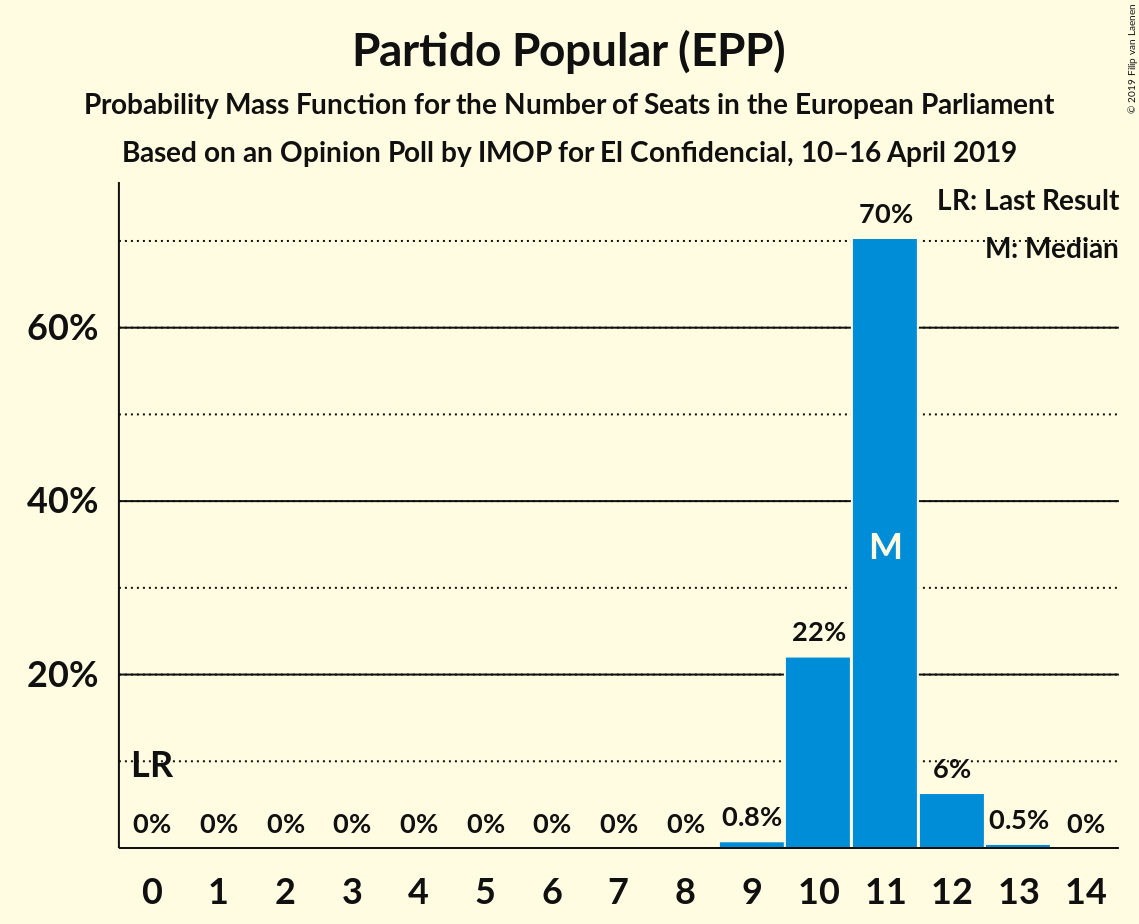 Partido Popular (EPP)
Probability Mass Function for the Number of Seats in the European Parliament
Based on an Opinion Poll by IMOP for El Confidencial, 10–16 April 2019
© 2019 Filip van Laenen
LR: Last Result
M: Median
70%
60%
40%
M
22%
20%
LR
6%
0% 0% 0% 0% 0% 0% 0% 0% 0% 0.8% 0.5% 0%
0 1 2 3 4 5 6 7 8 9 10 11 12 13 14